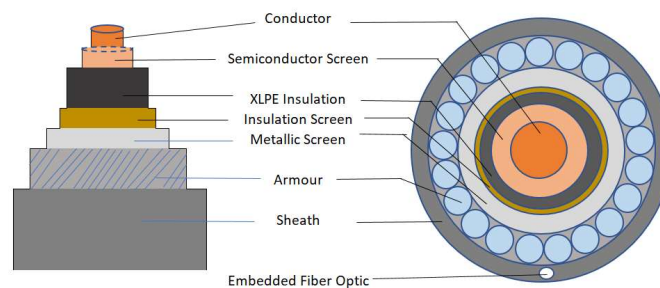 Conductor
Semiconductor Screen
XLPE Insulation
Insulation Screen
Metallic Screen
Armour
Sheath
Embedded Fiber Optic